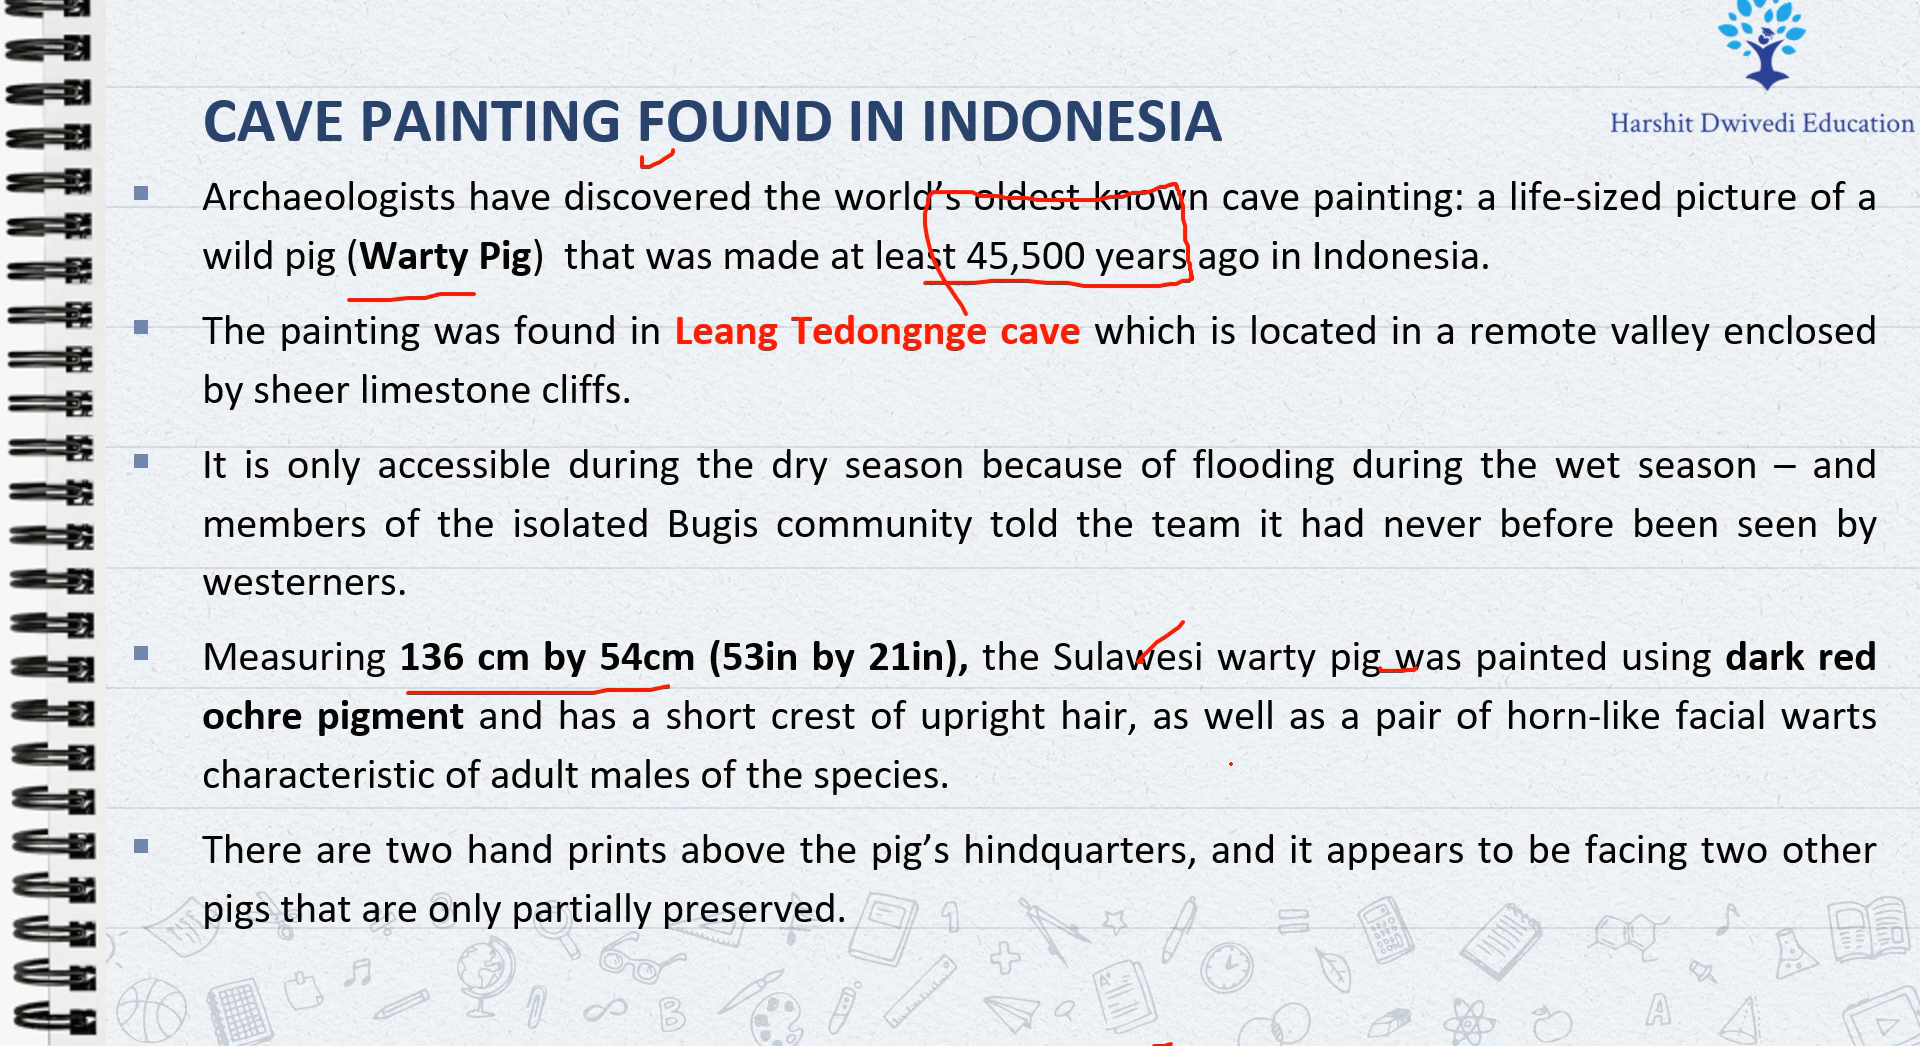 Harshit Dwivedi Education
CAVE PAINTING FOUND IN INDONESIA
Archaeologists have discovered the world's oldest known cave painting: a life-sized picture of a
wild pig (Warty Pig) that was made at least 45,500 years ago in Indonesia.
The painting was found in Leang Tedongnge cave which is located in a remote valley enclosed
by sheer limestone cliffs.
It is only accessible during the dry season because of flooding during the wet season – and
members of the isolated Bugis community told the team it had never before been seen by
westerners.
Measuring 136 cm by 54cm (53in by 21in), the Sulawesi warty pig was painted using dark red
ochre pigment and has a short crest of upright hair, as well as a pair of horn-like facial warts
characteristic of adult males of the species.
There are two hand prints above the pig's hindquarters, and it appears to be facing two other
pigs that are only partially preserved.